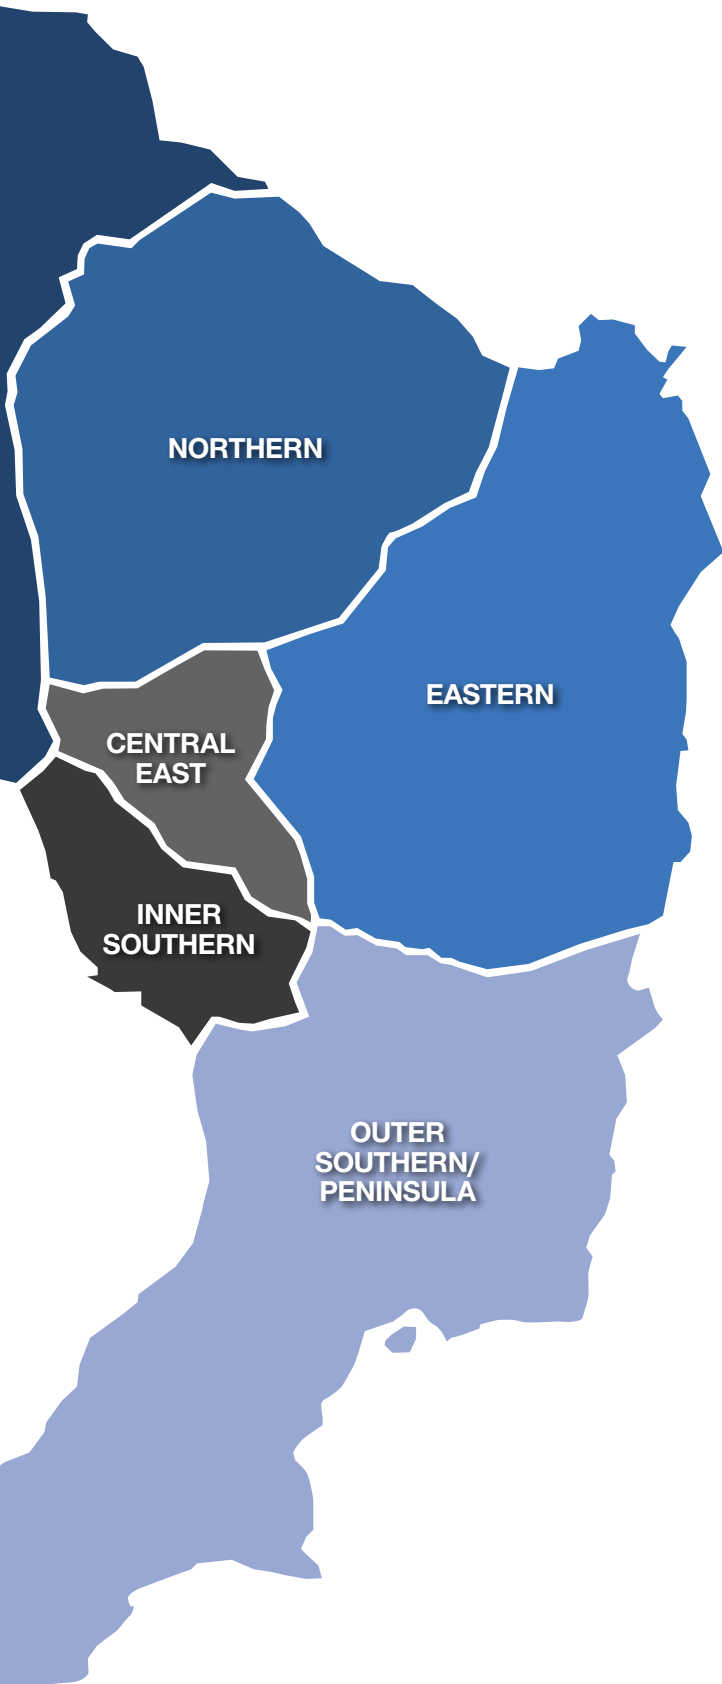 NORTHERN
EASTERN
CENTRAL
EAST
INNER
SOUTHERN
OUTER
SOUTHERN/
PENINSULA